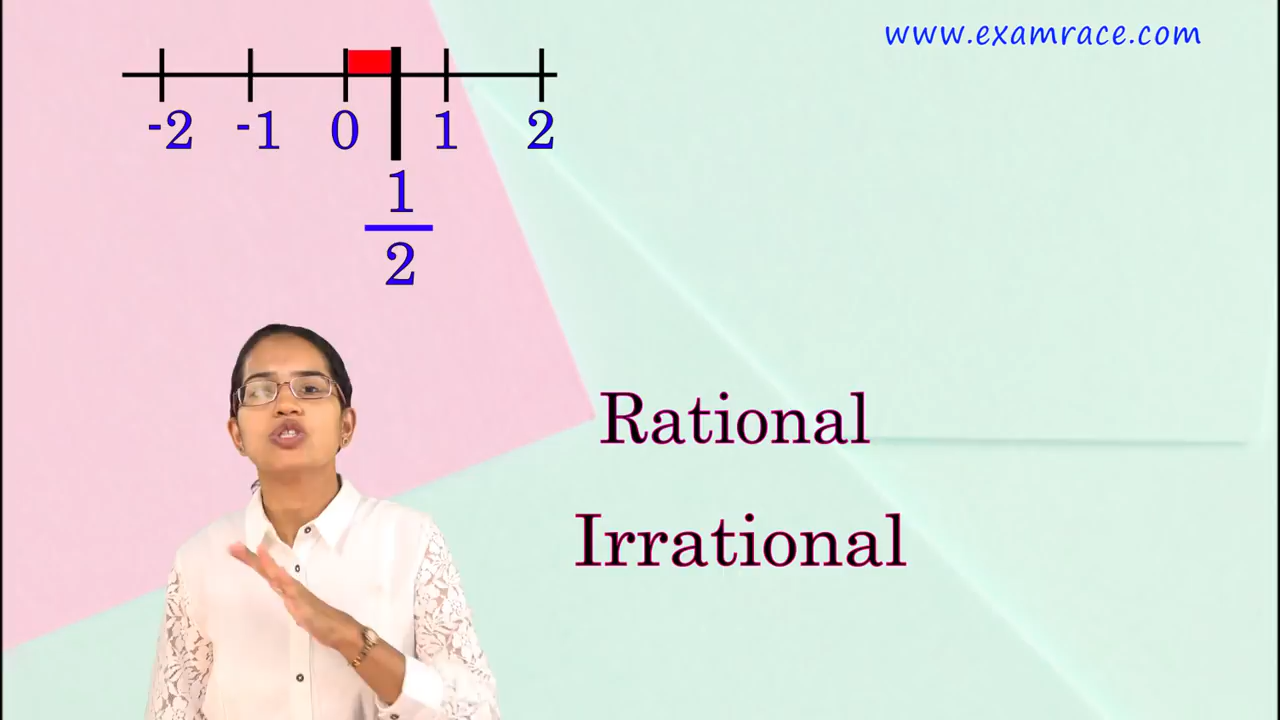 www.examrace.com
-2 -1 0 1 2
1
2
Rational
Irrational